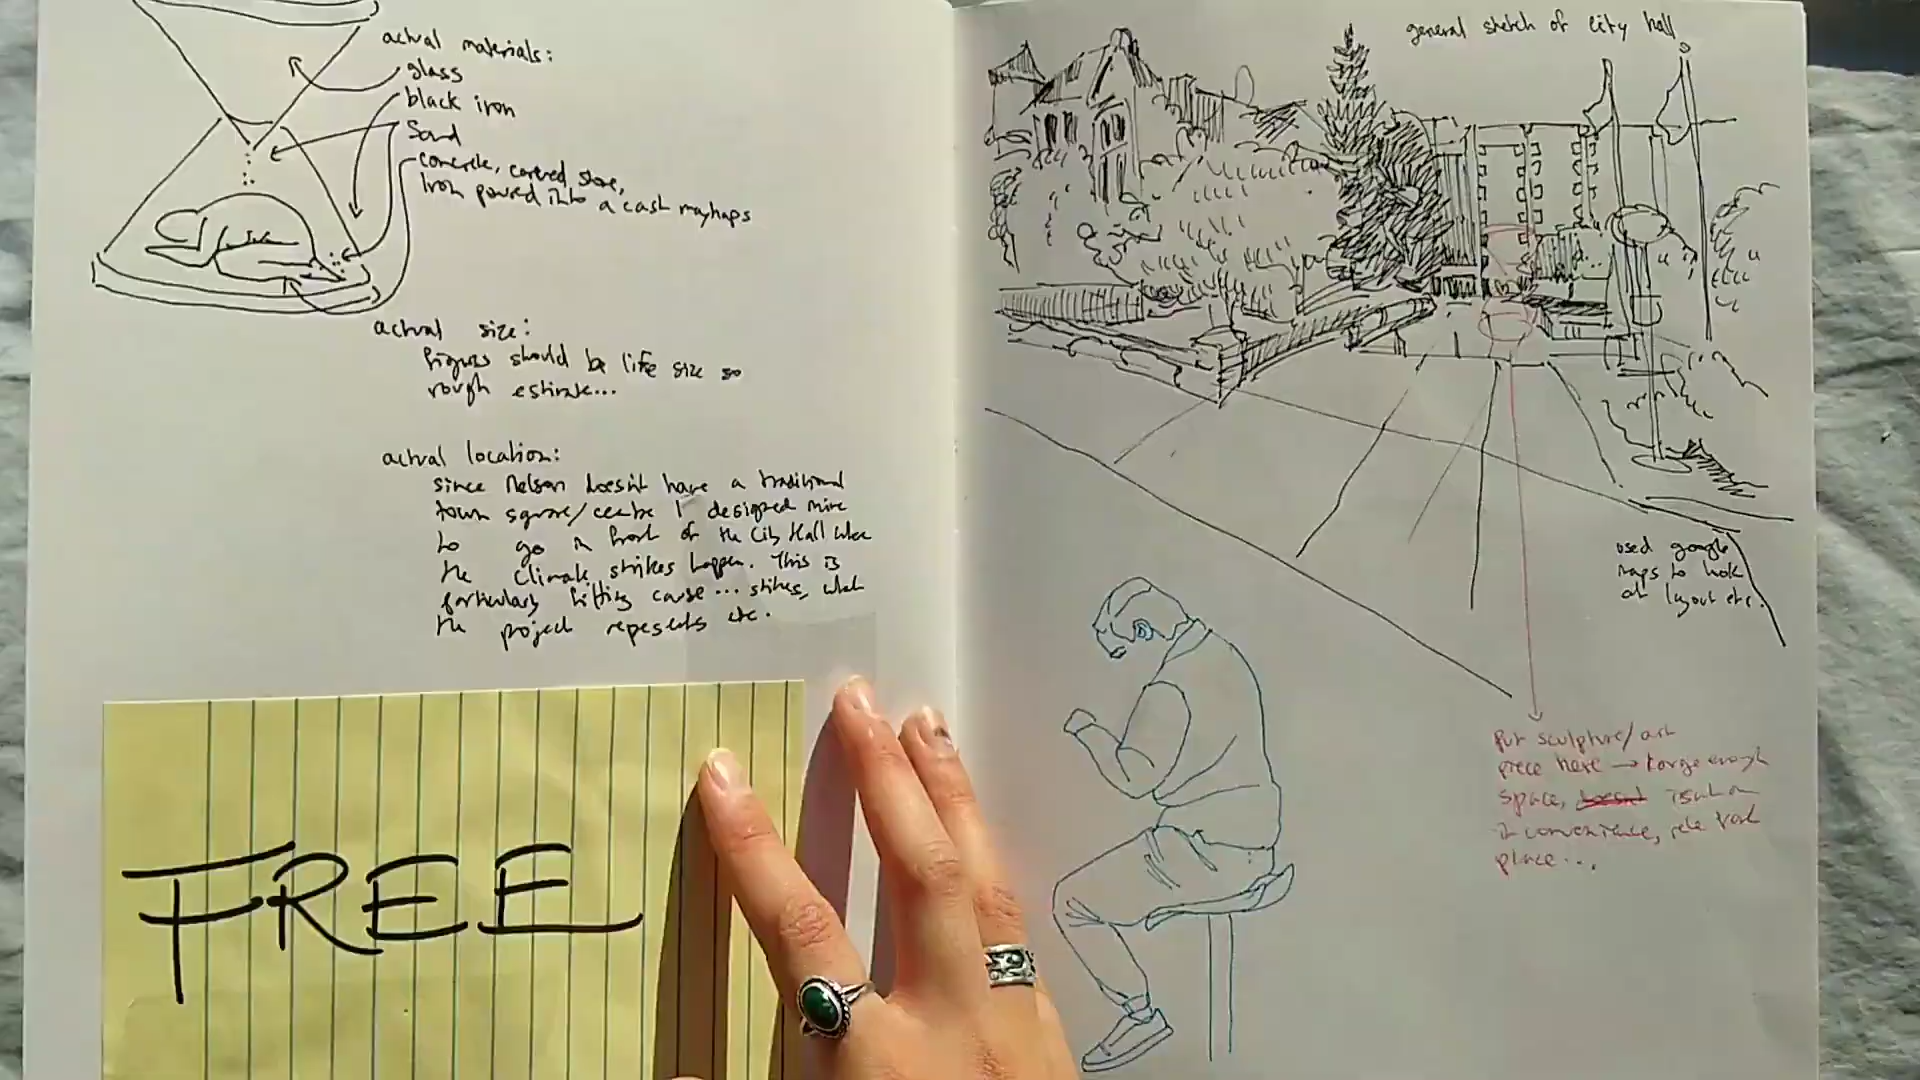 actual materials:
glass
black iron
Sand
concrete, carved stone,
Iron poured into a cast mayhaps
actual size:
figures should be life size so
rough estimate...
actual location:
since Nelson doesn't have a traditional
town square/centre I designed mine
to go in front of the City Hall where
the climate strikes happen. This is
particularly fitting cause... strikes, what
the project repesents etc.
FREE
general sketch of City hall
used google
maps to look
at layout etc.
Put sculpture/art
piece here → Large enough
space, doesnt isnt an
inconvenience, place...